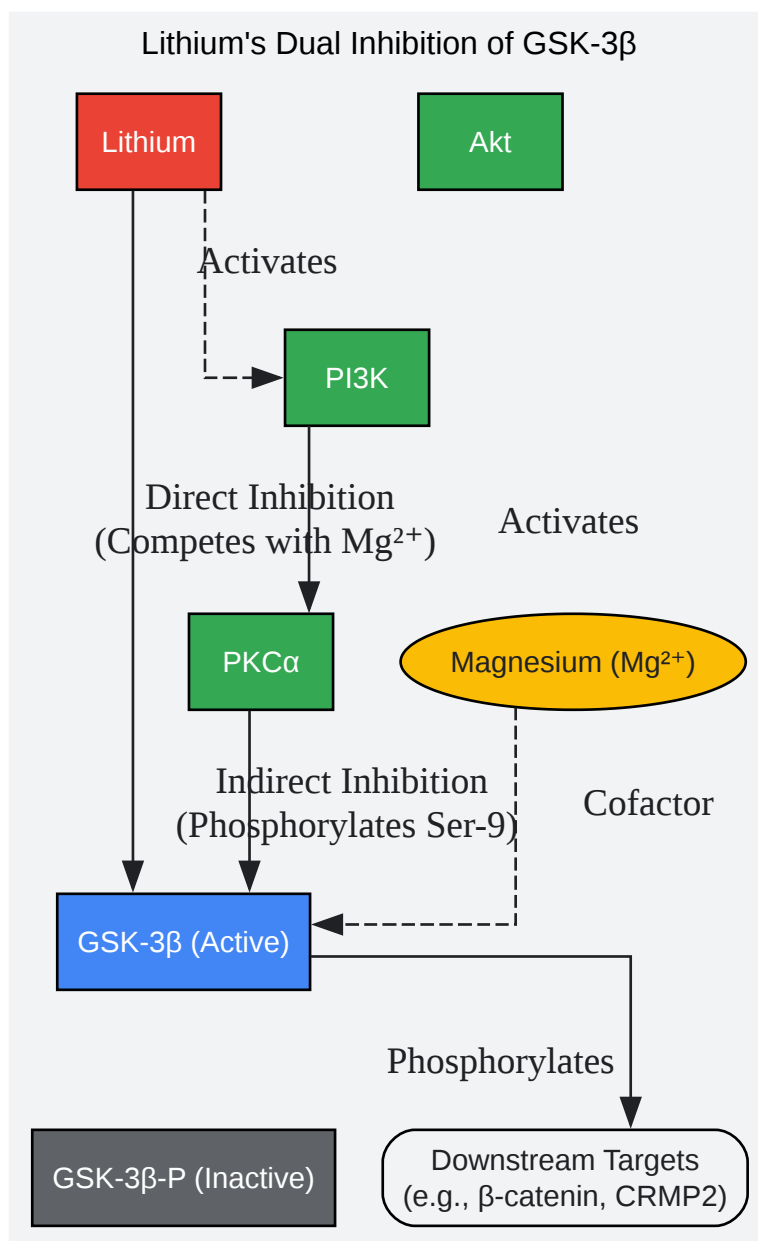 Lithium's Dual Inhibition of GSK-3β
Lithium
Akt
Activates
PI3K
Direct Inhibition
(Competes with Mg²⁺)
Activates
PKCα
Magnesium (Mg²⁺)
Indirect Inhibition
(Phosphorylates Ser-9)
Cofactor
GSK-3β (Active)
Phosphorylates
GSK-3β-P (Inactive)
Downstream Targets
(e.g., β-catenin, CRMP2)